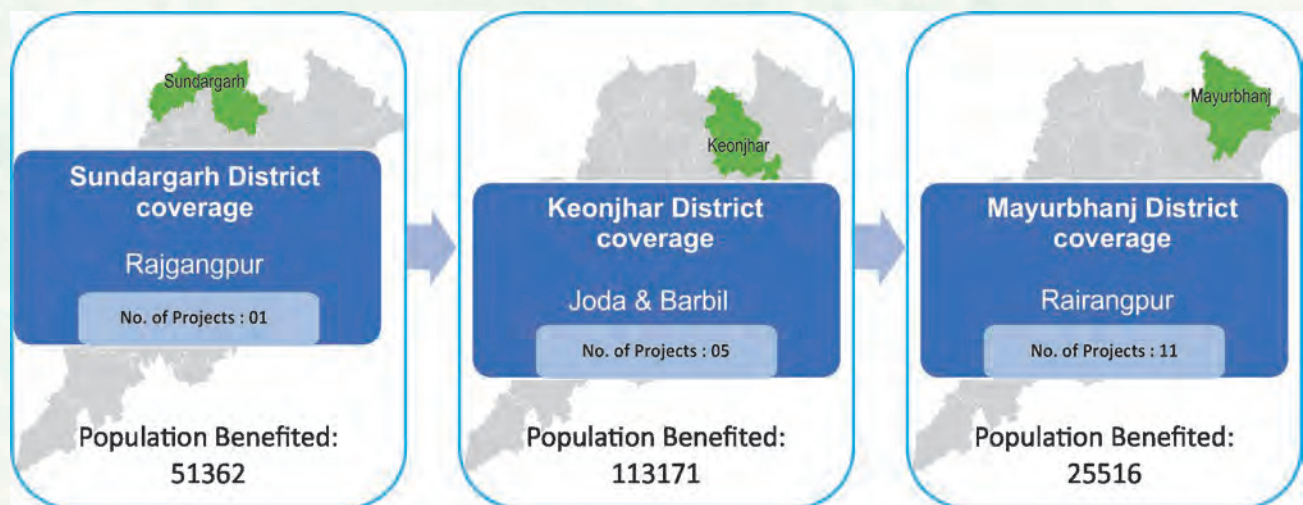 Sundargarh
Sundargarh District
coverage
Rajgangpur
No. of Projects : 01
Population Benefited:
51362
Keonjhar
Keonjhar District
coverage
Joda & Barbil
No. of Projects : 05
Population Benefited:
113171
Mayurbhanj
Mayurbhanj District
coverage
Rairangpur
No. of Projects : 11
Population Benefited:
25516